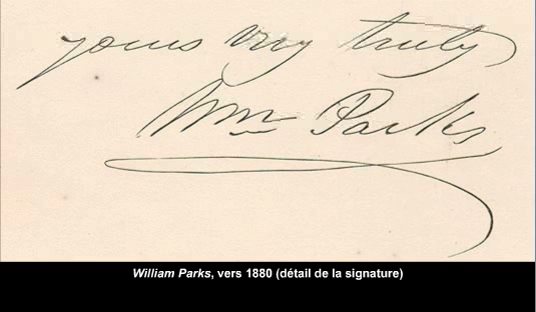 yours very truly
Wm Parks
William Parks, vers 1880 (détail de la signature)